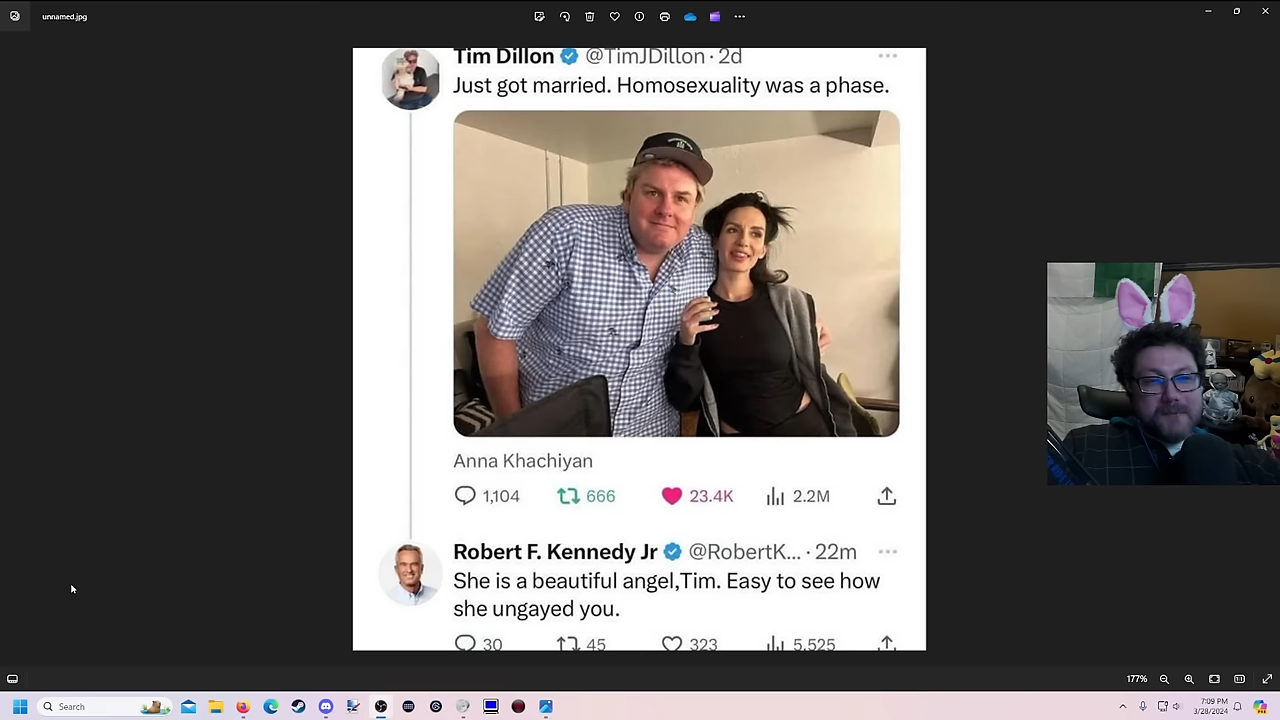 unnamed.jpg
Tim Dillon @TimJDillon · 2d
Just got married. Homosexuality was a phase.
Anna Khachiyan
1,104 666 23.4K 2.2M
Robert F. Kennedy Jr @RobertK... · 22m
She is a beautiful angel,Tim. Easy to see how
she ungayed you.
30 45 323 5,525
177%
Search
7:09 PM
3/28/2024